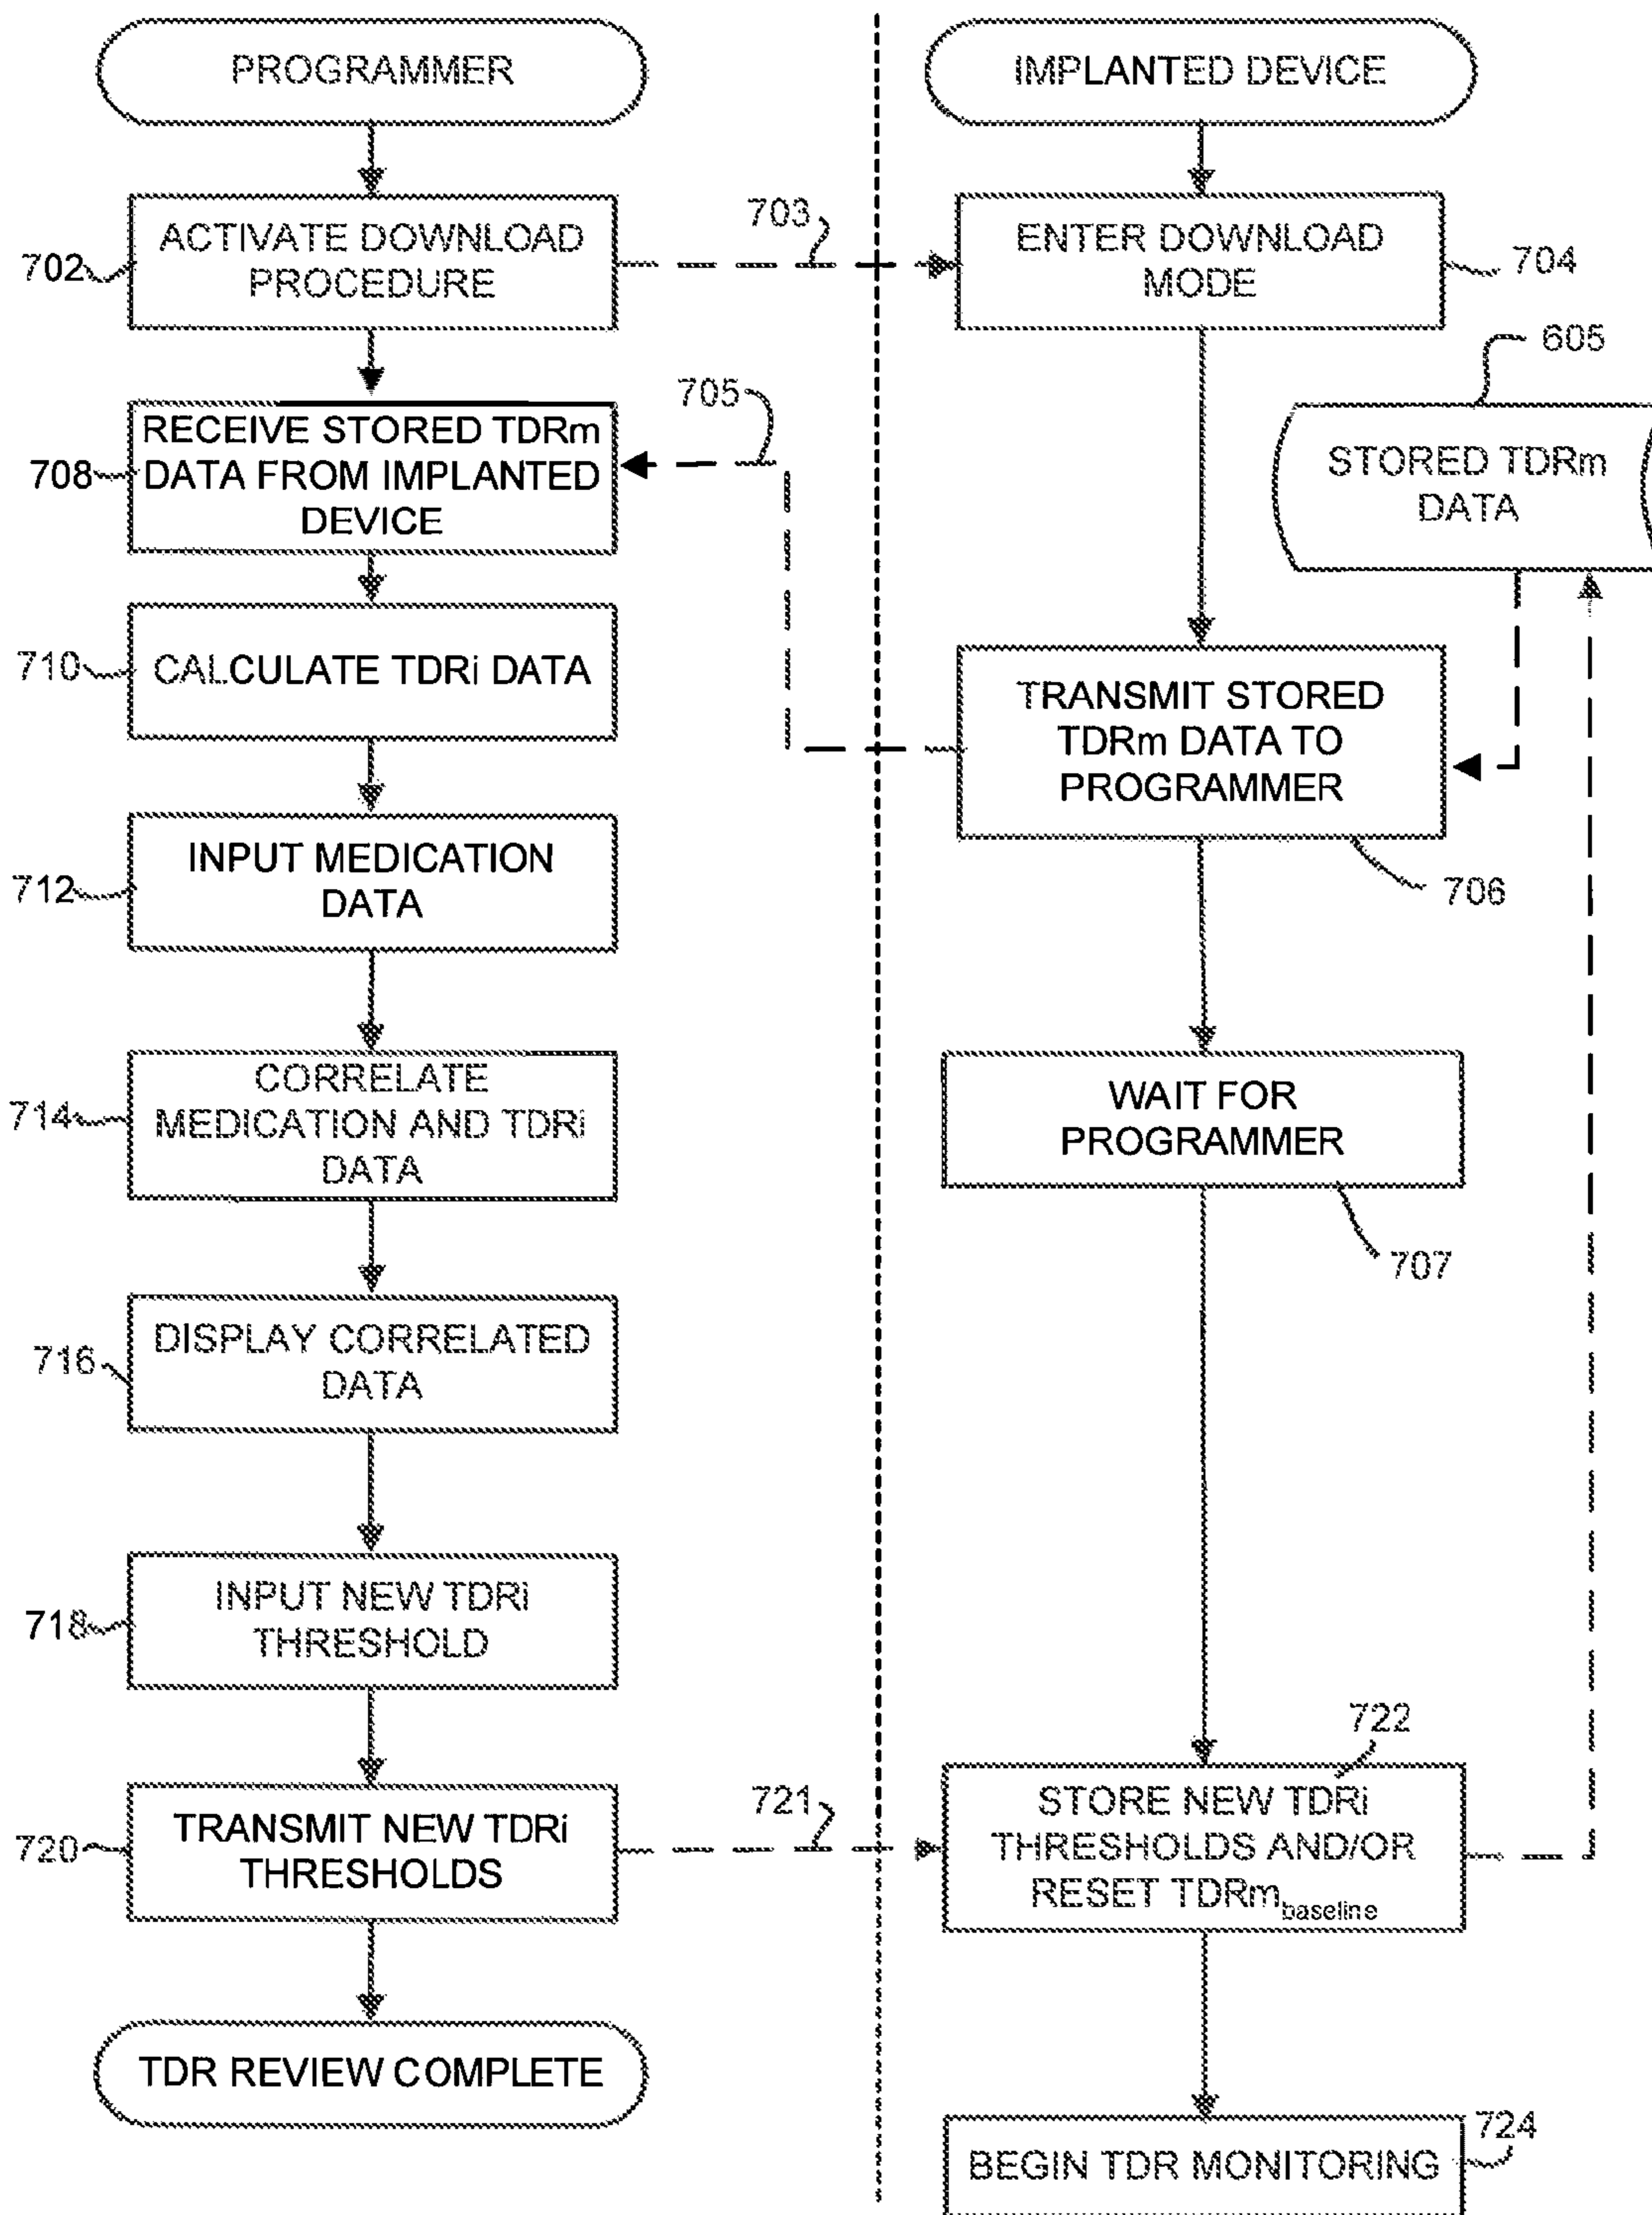 PROGRAMMER
IMPLANTED DEVICE
702
ACTIVATE DOWNLOAD
PROCEDURE
703
ENTER DOWNLOAD
MODE
704
605
STORED TDRm
DATA
705
708
RECEIVE STORED TDRm
DATA FROM IMPLANTED
DEVICE
710
CALCULATE TDRi DATA
TRANSMIT STORED
TDRm DATA TO
PROGRAMMER
706
712
INPUT MEDICATION
DATA
714
CORRELATE
MEDICATION AND TDRi
DATA
WAIT FOR
PROGRAMMER
707
716
DISPLAY CORRELATED
DATA
718
INPUT NEW TDRi
THRESHOLD
720
TRANSMIT NEW TDRi
THRESHOLDS
721
722
STORE NEW TDRi
THRESHOLDS AND/OR
RESET TDRm baseline
TDR REVIEW COMPLETE
BEGIN TDR MONITORING
724